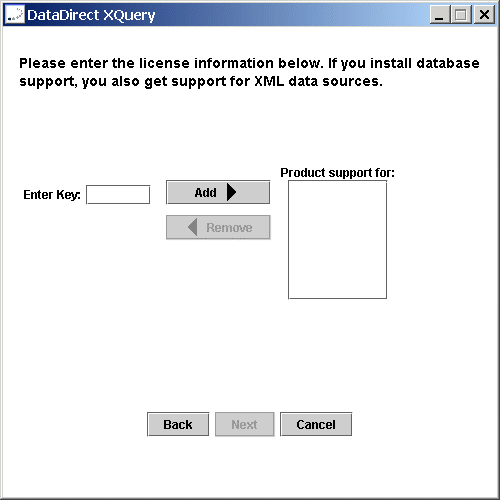 DataDirect XQuery
Please enter the license information below. If you install database
support, you also get support for XML data sources.
Product support for:
Enter Key:
Add
Remove
Back
Next
Cancel